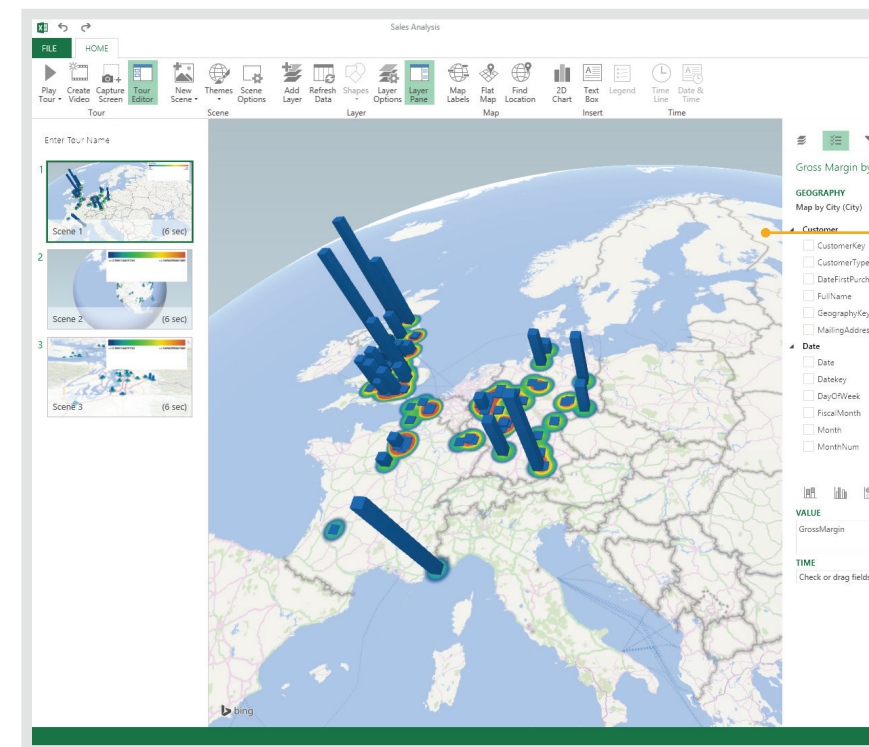 Sales Analysis
FILE HOME
Play Tour Create Video Capture Screen Tour Editor New Scene Themes Scene Options Add Layer Refresh Data Shapes Layer Options Layer Pane Map Labels Flat Map Find Location 2D Chart Text Box Legend Time Line Date & Time
Tour Scene Layer Map Insert Time
Enter Tour Name
1
Scene 1 (6 sec)
2
Scene 2 (6 sec)
3
Scene 3 (6 sec)
bing
Gross Margin by
GEOGRAPHY
Map by City (City)
Customer
CustomerKey
CustomerType
DateFirstPurch
FullName
GeographyKey
MailingAddres
Date
Date
Datekey
DayOfWeek
FiscalMonth
Month
MonthNum
VALUE
GrossMargin
TIME
Check or drag fields